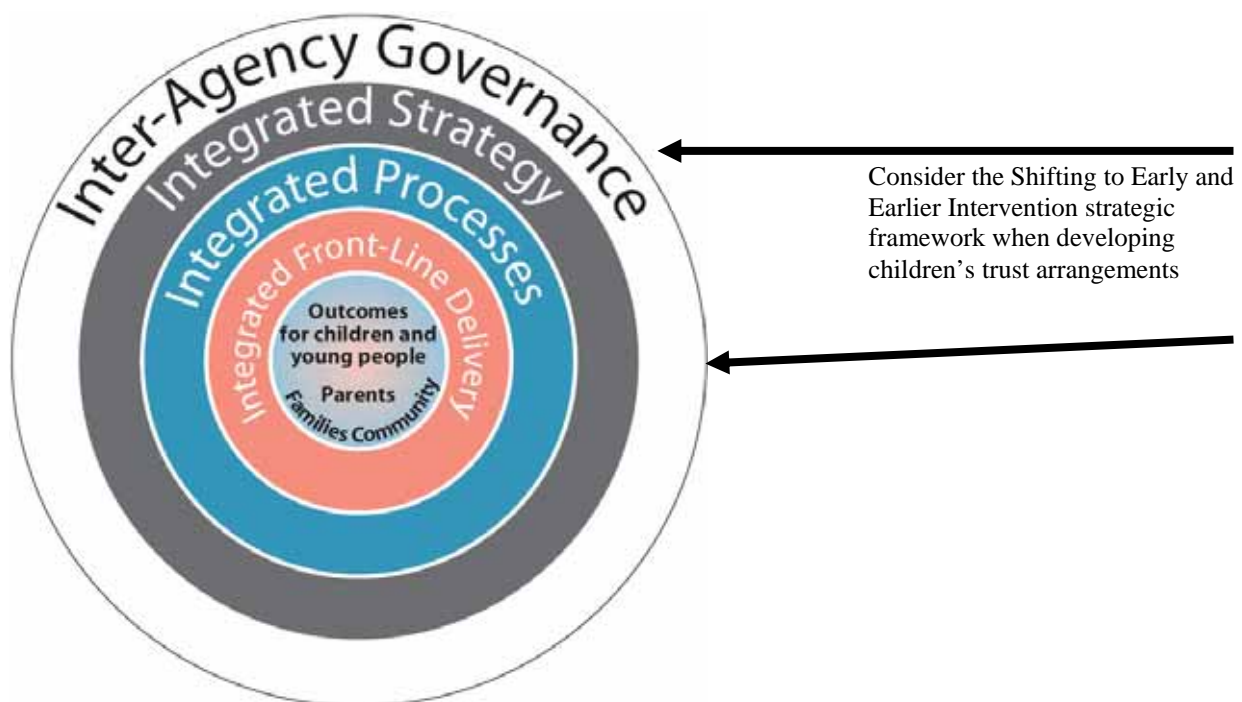 Inter-Agency Governance
Integrated Strategy
Integrated Processes
Integrated Front-Line Delivery
Outcomes
for children and
young people
Parents
Families Community
Consider the Shifting to Early and
Earlier Intervention strategic
framework when developing
children’s trust arrangements